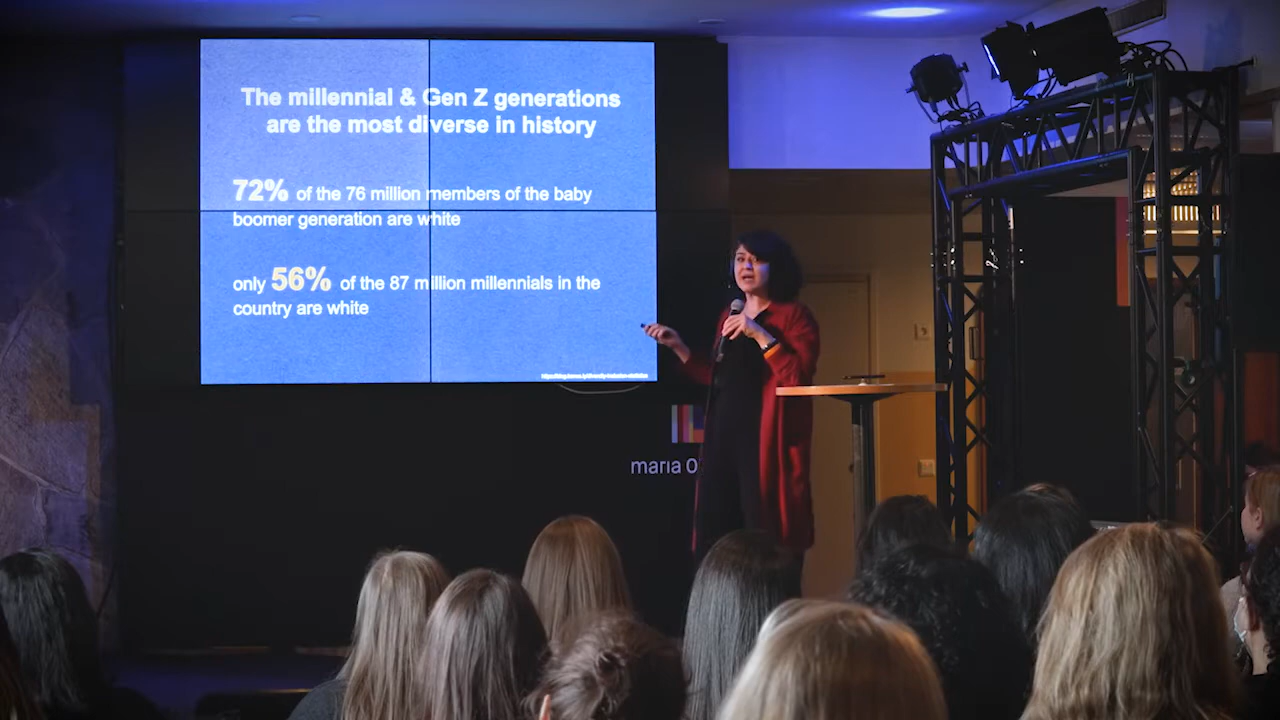 The millennial & Gen Z generations
are the most diverse in history
72% of the 76 million members of the baby
boomer generation are white
only 56% of the 87 million millennials in the
country are white
maria 0